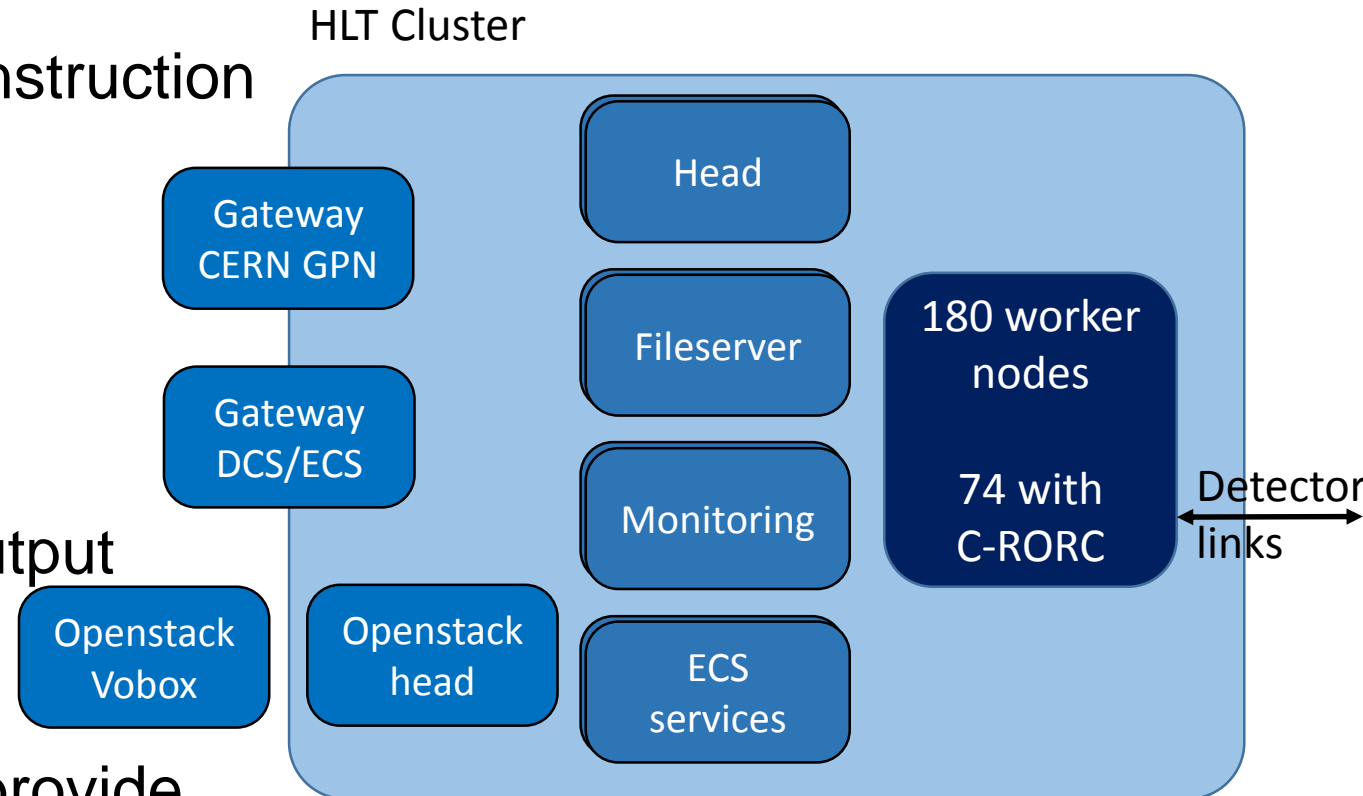 HLT Cluster
nstruction
Head
Gateway
CERN GPN
Fileserver
180 worker
nodes
Gateway
DCS/ECS
74 with
C-RORC
Detector
links
Monitoring
utput
Openstack
Vobox
Openstack
head
ECS
services
provide